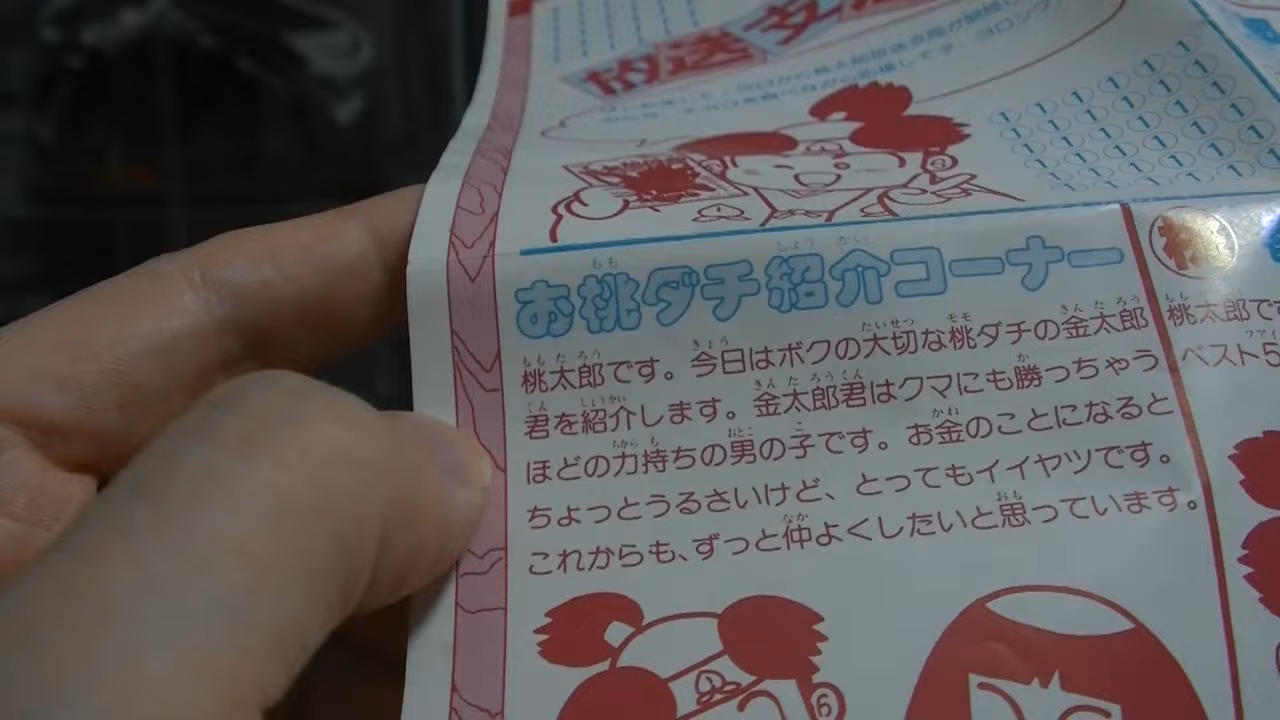 放送支
お桃ダチ紹介コーナー
桃太郎です。今日はボクの大切な桃ダチの金太郎
君を紹介します。金太郎君はクマにも勝っちゃう
ほどの力持ちの男の子です。お金のことになると
ちょっとうるさいけど、とってもイイヤツです。
これからも、ずっと仲よくしたいと思っています。
桃
桃太郎で
ベスト5